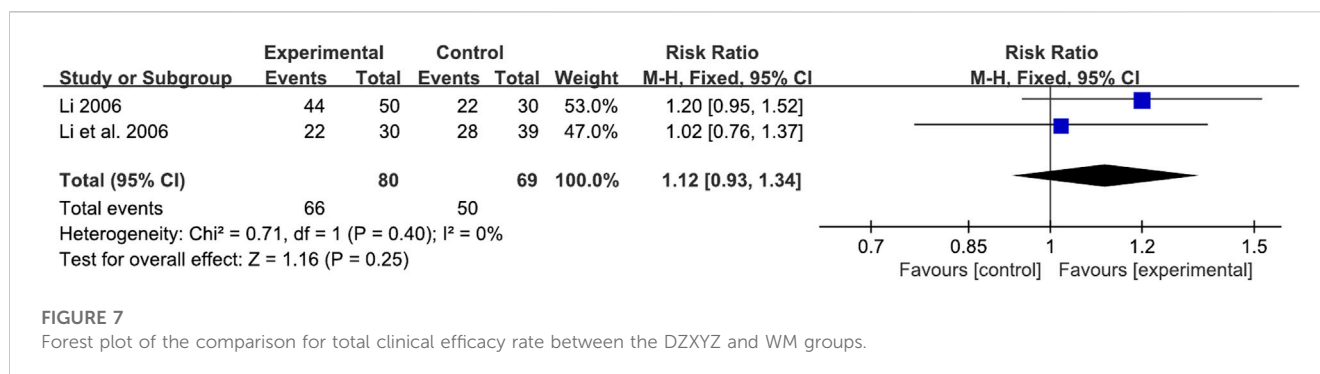 Experimental Control Risk Ratio Risk Ratio
Study or Subgroup Events Total Events Total Weight M-H, Fixed, 95% CI M-H, Fixed, 95% CI
Li 2006 44 50 22 30 53.0% 1.20 [0.95, 1.52]
Li et al. 2006 22 30 28 39 47.0% 1.02 [0.76, 1.37]
Total (95% CI) 80 69 100.0% 1.12 [0.93, 1.34]
Total events 66 50
Heterogeneity: Chi² = 0.71, df = 1 (P = 0.40); I² = 0%
Test for overall effect: Z = 1.16 (P = 0.25)
0.7 0.85 1 1.2 1.5
Favours [control] Favours [experimental]
FIGURE 7
Forest plot of the comparison for total clinical efficacy rate between the DZXYZ and WM groups.